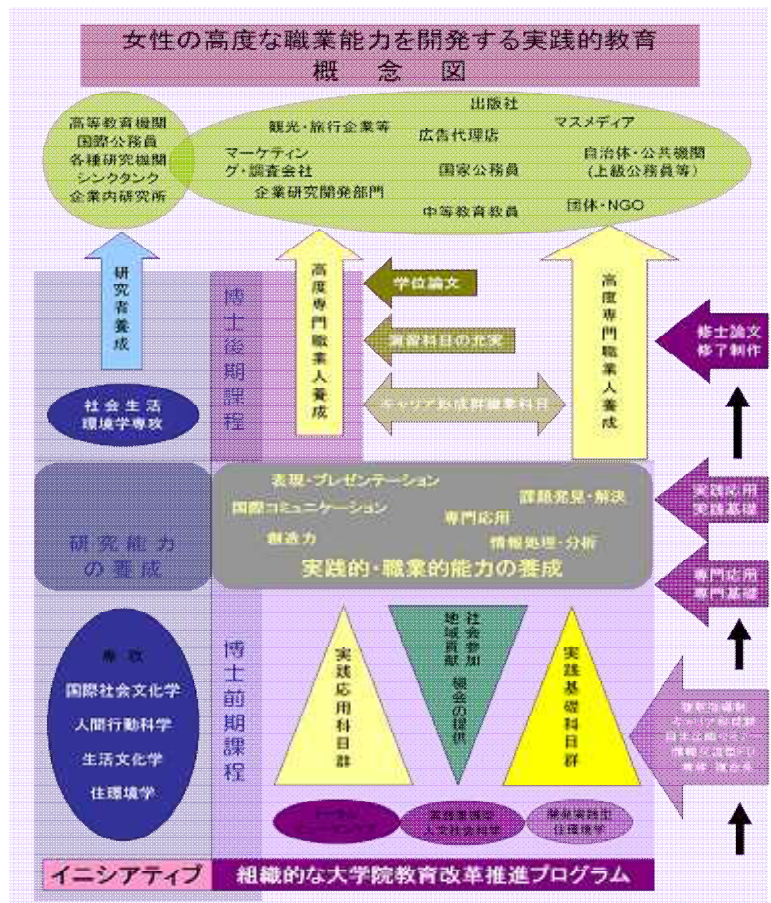 女性の高度な職業能力を開発する実践的教育
概念図
高等教育機関
国際公務員
各種研究機関
シンクタンク
企業内研究所
出版社
観光・旅行企業等
広告代理店
マスメディア
マーケティン
グ・調査会社
国家公務員
自治体・公共機関
(上級公務員等)
企業研究開発部門
中等教育教員
団体・NGO
研究者養成
博士後期課程
高度専門職業人養成
学位論文
演習科目の充実
キャリア形成群職業科目
高度専門職業人養成
修士論文
修了制作
社会生活
環境学専攻
研究能力
の養成
表現・プレゼンテーション
国際コミュニケーション
課題発見・解決
専門応用
創造力
情報処理・分析
実践的・職業的能力の養成
実践応用
実践基礎
専門応用
専門基礎
専攻
国際社会文化学
人間行動科学
生活文化学
住環境学
博士前期課程
実践応用科目群
社会参加
地域貢献
機会の提供
実践基礎科目群
人文社会科学
開発実践型
住環境学
イニシアティブ
組織的な大学院教育改革推進プログラム